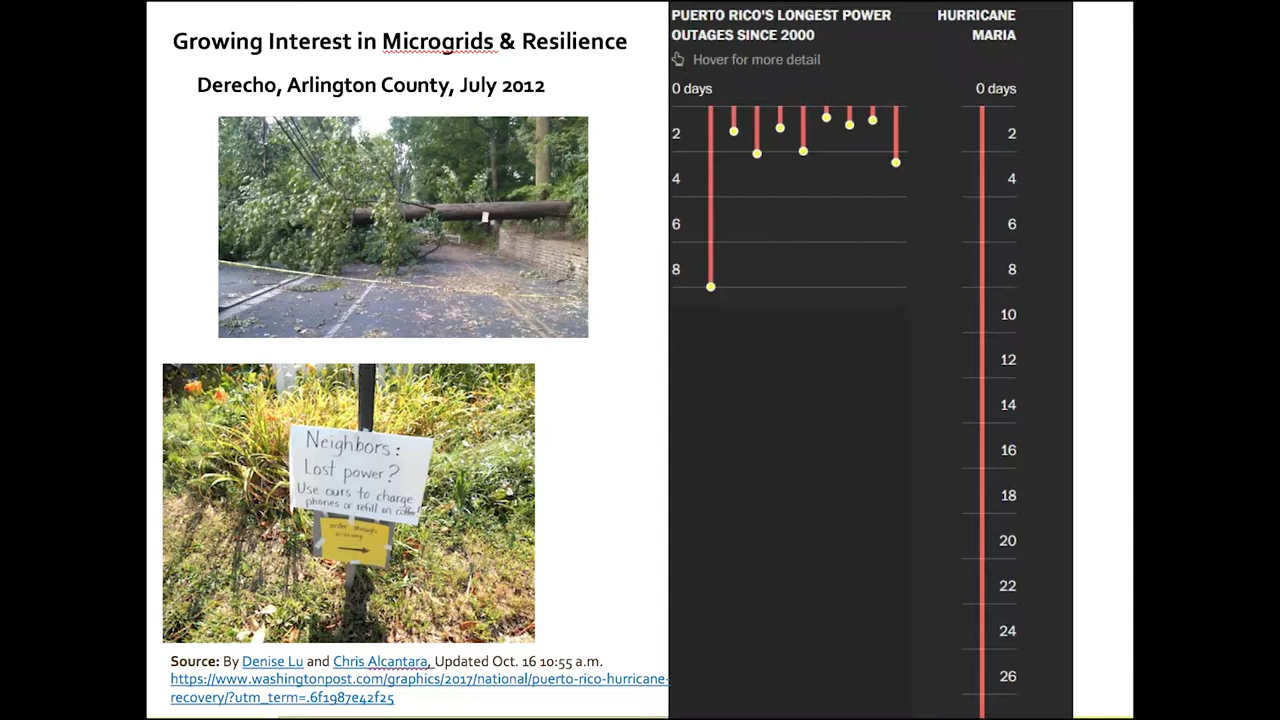 Growing Interest in Microgrids & Resilience
Derecho, Arlington County, July 2012
Neighbors:
Lost power?
Use ours to charge
phones or refill on coffee!
enter through
Source: By Denise Lu and Chris Alcantara, Updated Oct. 16 10:55 a.m.
https://www.washingtonpost.com/graphics/2017/national/puerto-rico-hurricane-
recovery/?utm_term=.6f1987e42f25
PUERTO RICO'S LONGEST POWER
OUTAGES SINCE 2000
Hover for more detail
0 days
2
4
6
8
HURRICANE
MARIA
0 days
2
4
6
8
10
12
14
16
18
20
22
24
26